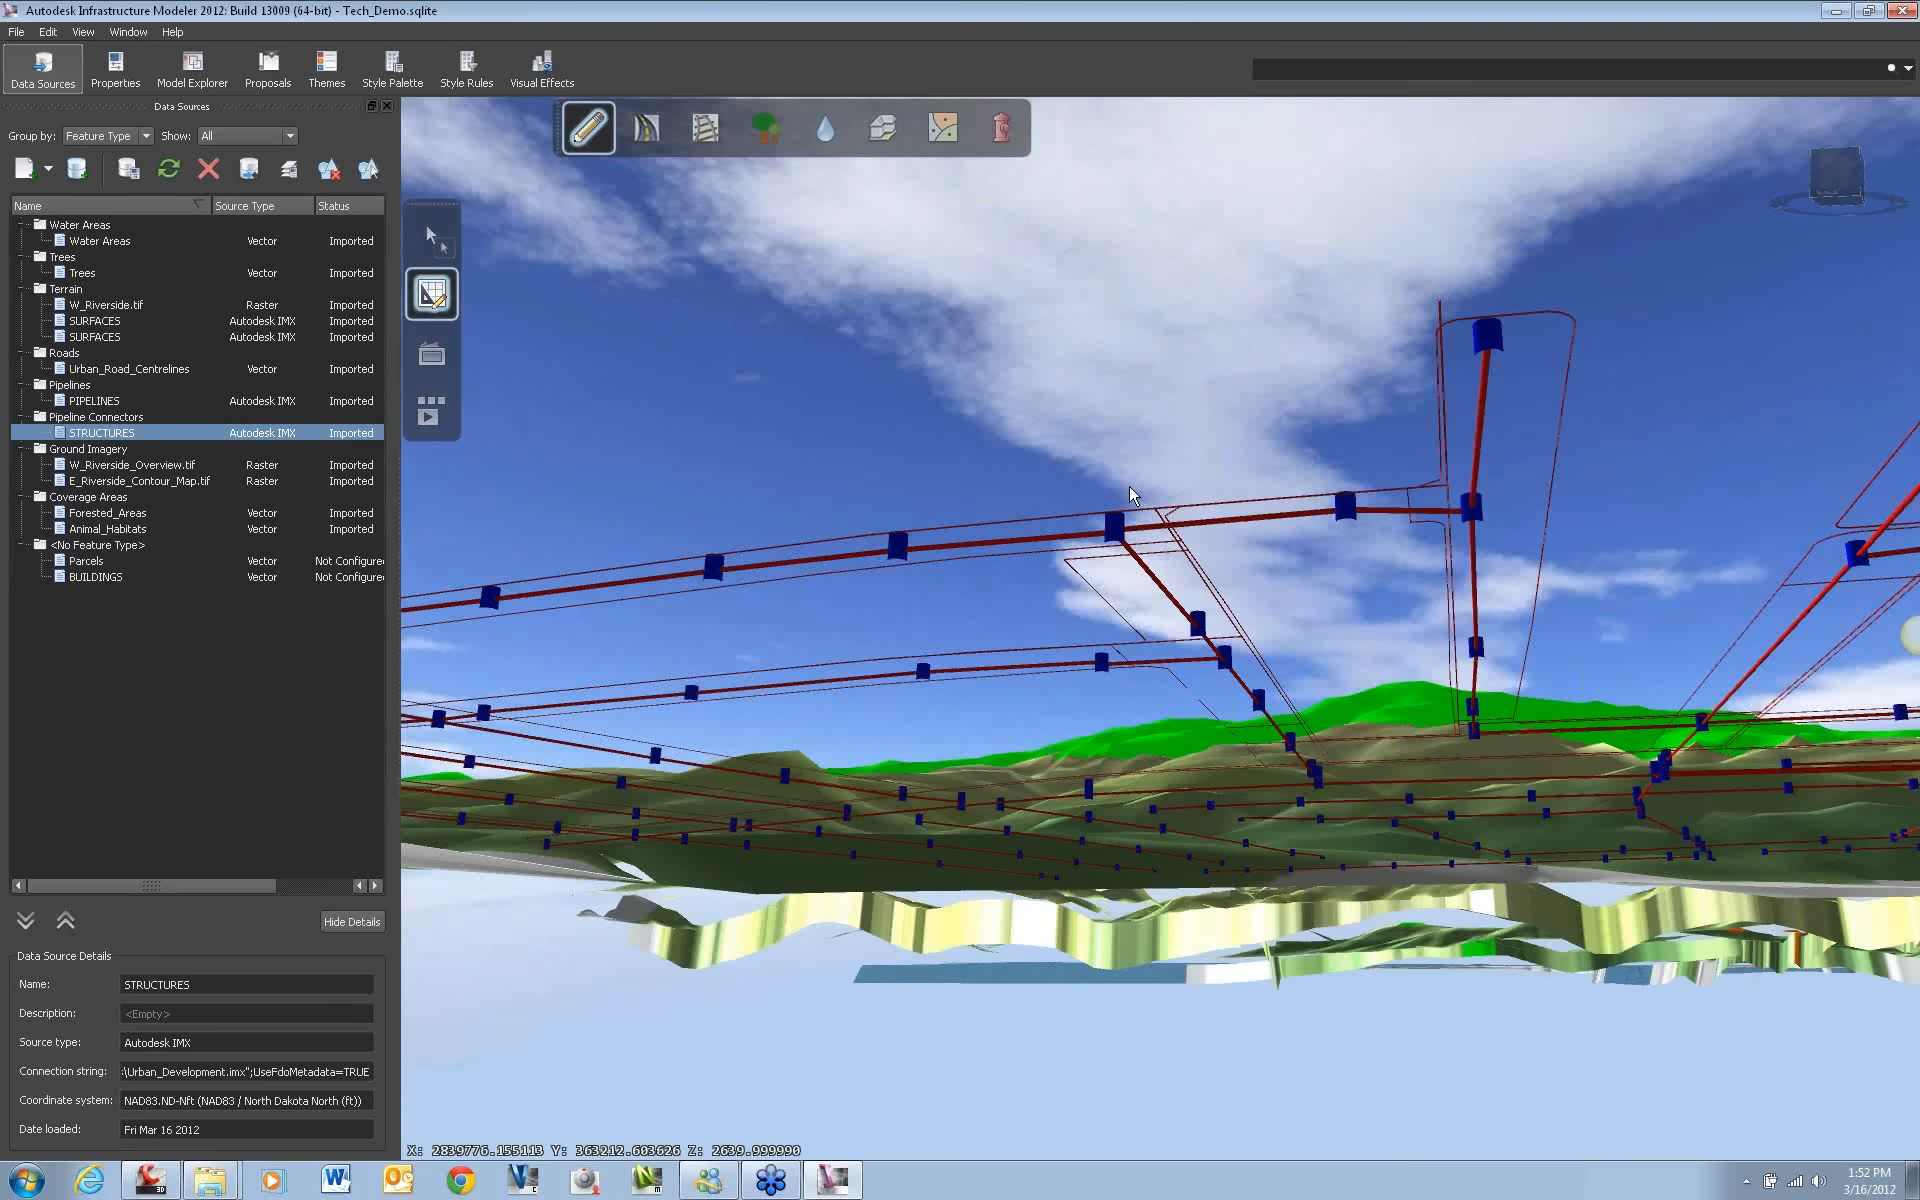 Autodesk Infrastructure Modeler 2012: Build 13009 (64-bit) - Tech_Demo.sqlite
File Edit View Window Help
Data Sources Properties Model Explorer Proposals Themes Style Palette Style Rules Visual Effects
Data Sources
Group by: Feature Type Show: All
Name Source Type Status
Water Areas
Water Areas Vector Imported
Trees
Trees Vector Imported
Terrain
W_Riverside.tif Raster Imported
SURFACES Autodesk IMX Imported
SURFACES Autodesk IMX Imported
Roads
Urban_Road_Centrelines Vector Imported
Pipelines
PIPELINES Autodesk IMX Imported
Pipeline Connectors
STRUCTURES Autodesk IMX Imported
Ground Imagery
W_Riverside_Overview.tif Raster Imported
E_Riverside_Contour_Map.tif Raster Imported
Coverage Areas
Forested_Areas Vector Imported
Animal_Habitats Vector Imported
<No Feature Type>
Parcels Vector Not Configure
BUILDINGS Vector Not Configure
Hide Details
Data Source Details
Name: STRUCTURES
Description: <Empty>
Source type: Autodesk IMX
Connection string: :\Urban_Development.imx";UseFdoMetadata=TRUE
Coordinate system: NAD83.ND-Nft (NAD83 / North Dakota North (ft))
Date loaded: Fri Mar 16 2012
X: 2839776.155113 Y: 363212.603626 Z: 2639.999990
1:52 PM
3/16/2012